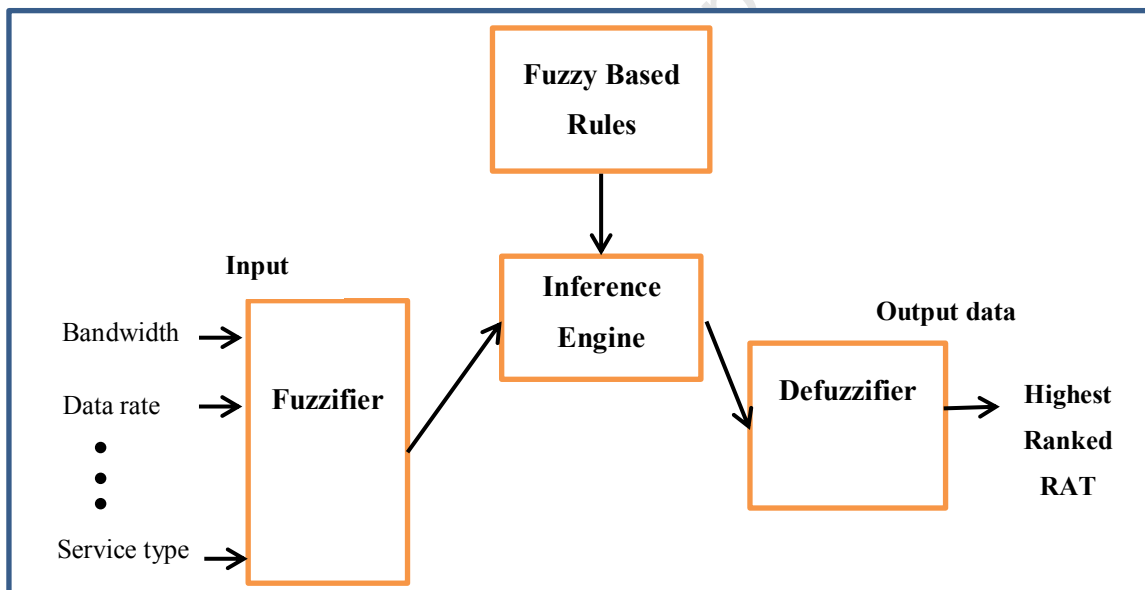 Fuzzy Based
Rules
Input
Inference
Engine
Output data
Bandwidth
Data rate
Service type
Fuzzifier
Defuzzifier
Highest
Ranked
RAT